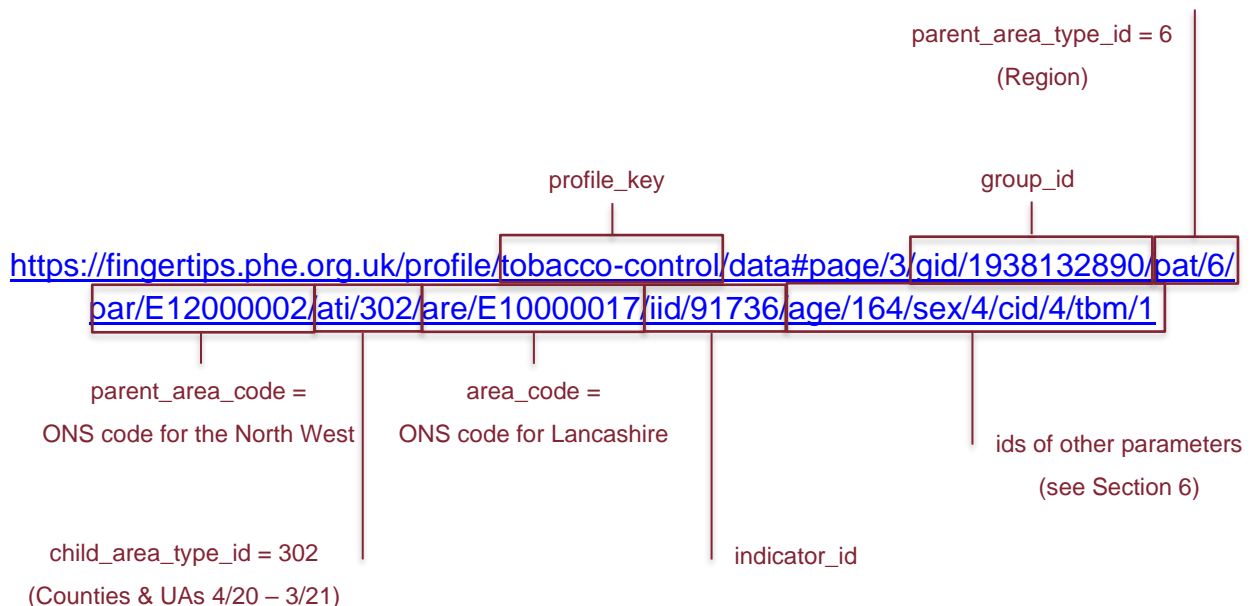 parent_area_type_id = 6
(Region)
profile_key
group_id
https://fingertips.phe.org.uk/profile/tobacco-control/data#page/3/gid/1938132890/pat/6/
par/E12000002/ati/302/are/E10000017/iid/91736/age/164/sex/4/cid/4/tbm/1
parent_area_code =
ONS code for the North West
area_code =
ONS code for Lancashire
ids of other parameters
(see Section 6)
child_area_type_id = 302
(Counties & UAs 4/20 – 3/21)
indicator_id